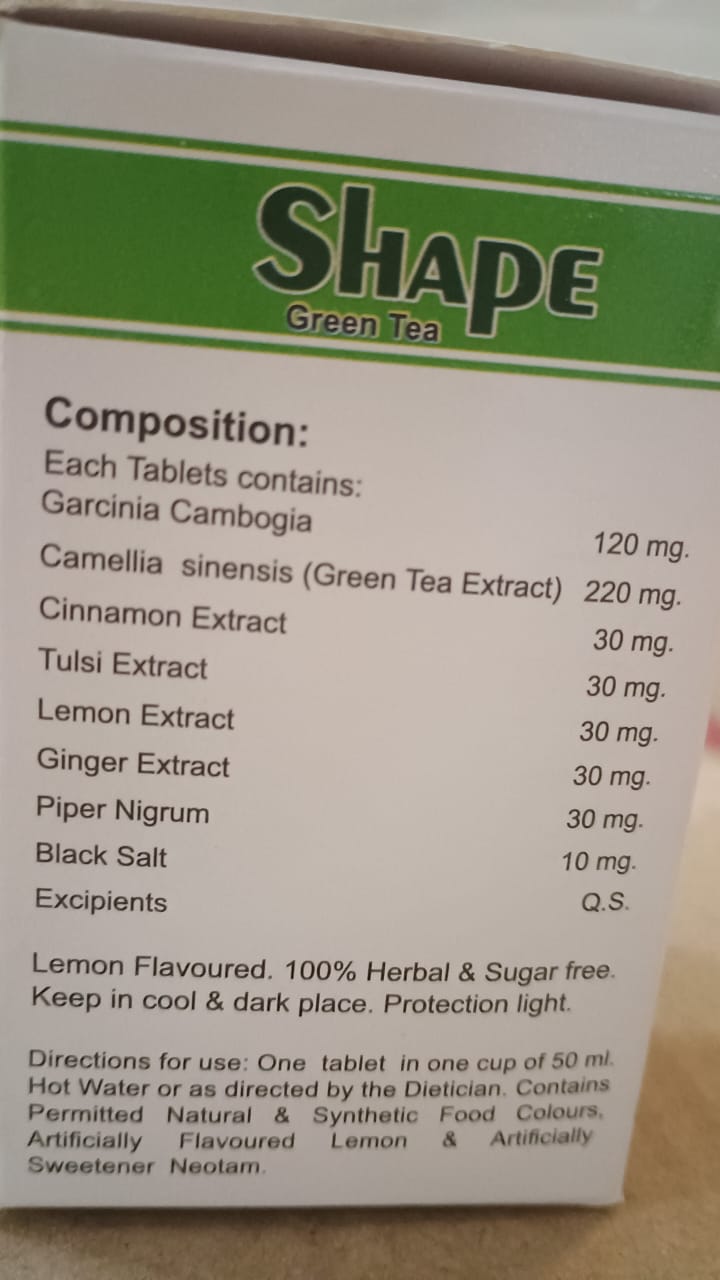 SHAPE
Green Tea
Composition:
Each Tablets contains:
Garcinia Cambogia 120 mg.
Camellia sinensis (Green Tea Extract) 220 mg.
Cinnamon Extract 30 mg.
Tulsi Extract 30 mg.
Lemon Extract 30 mg.
Ginger Extract 30 mg.
Piper Nigrum 30 mg.
Black Salt 10 mg.
Excipients Q.S.
Lemon Flavoured. 100% Herbal & Sugar free.
Keep in cool & dark place. Protection light.
Directions for use: One tablet in one cup of 50 ml.
Hot Water or as directed by the Dietician. Contains
Permitted Natural & Synthetic Food Colours,
Artificially Flavoured Lemon & Artificially
Sweetener Neotam.